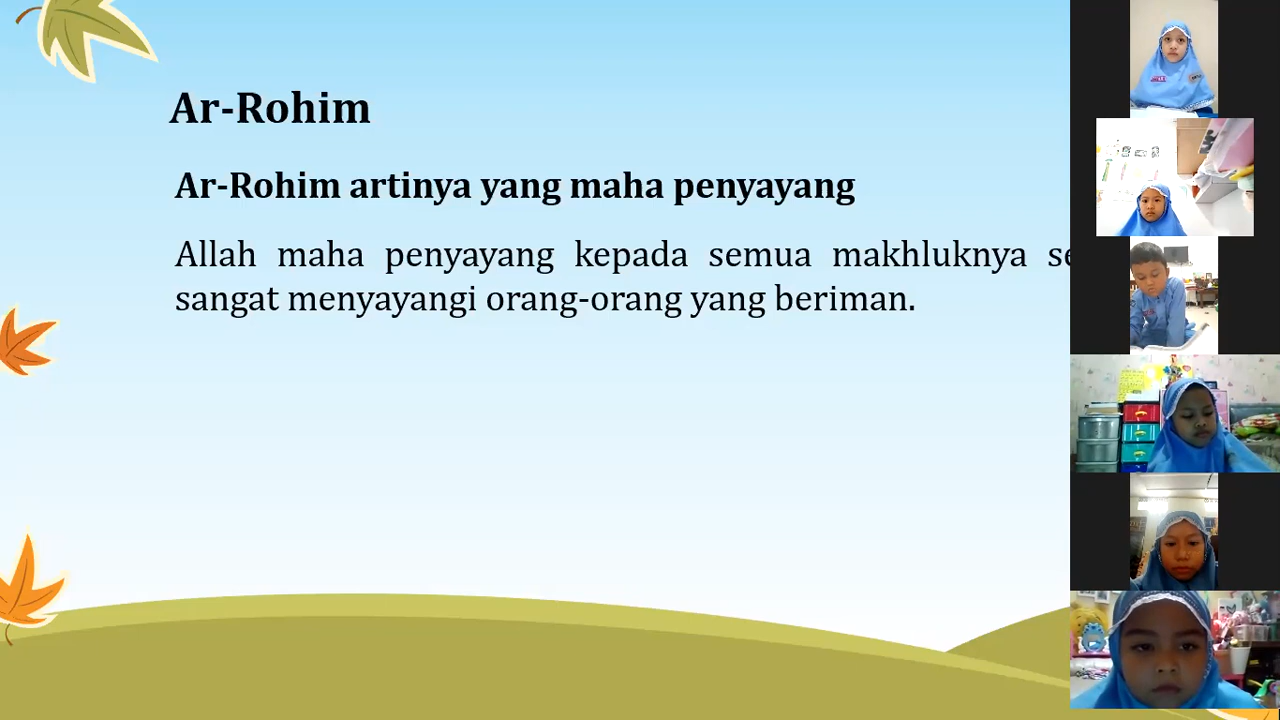 Ar-Rohim
Ar-Rohim artinya yang maha penyayang
Allah maha penyayang kepada semua makhluknya
sangat menyayangi orang-orang yang beriman.